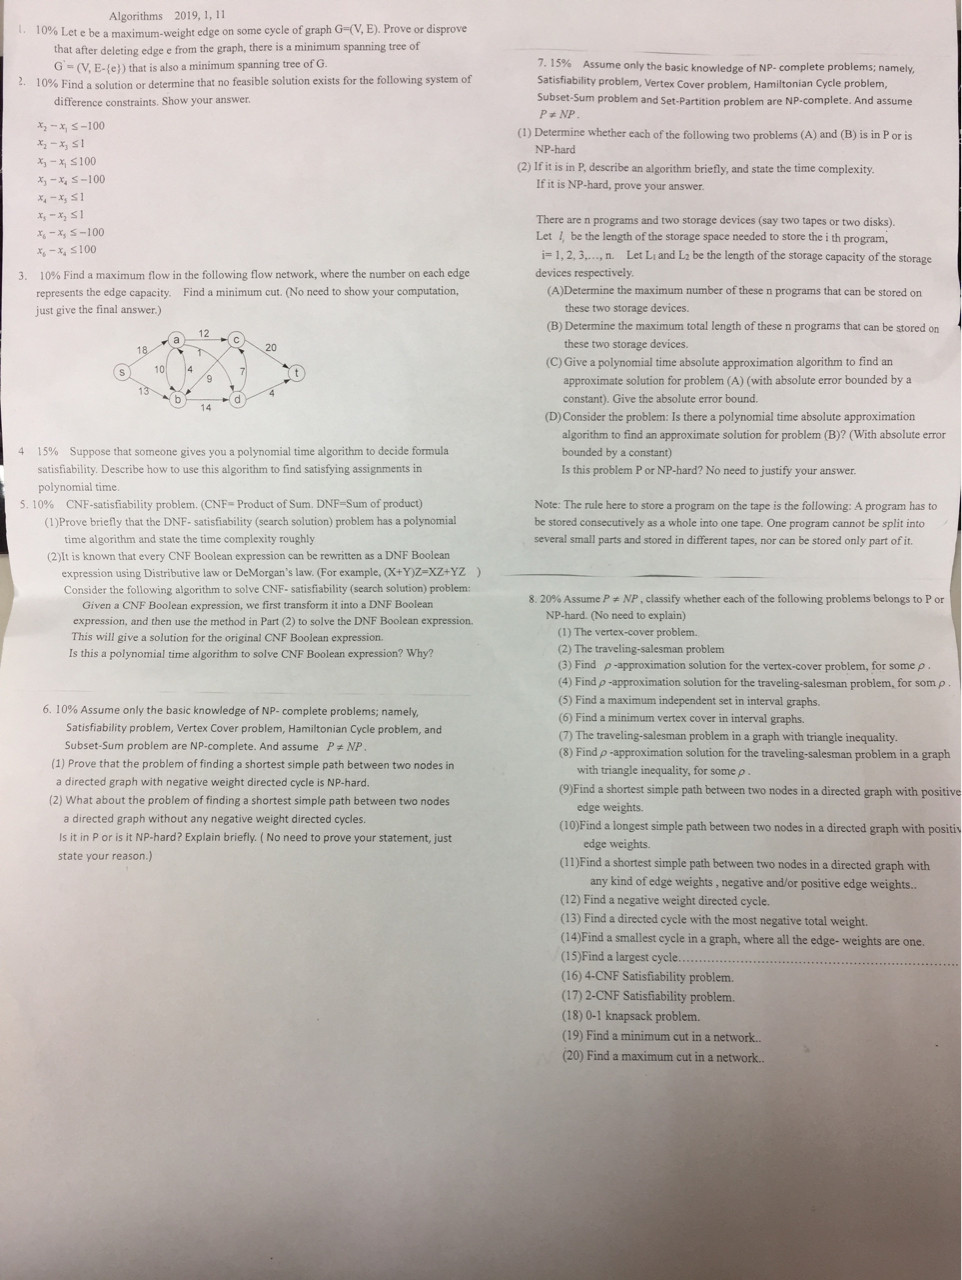 Algorithms 2019, 1, 11
1. 10% Let e be a maximum-weight edge on some cycle of graph G=(V, E). Prove or disprove
that after deleting edge e from the graph, there is a minimum spanning tree of
G' = (V, E-{e}) that is also a minimum spanning tree of G.
2. 10% Find a solution or determine that no feasible solution exists for the following system of
difference constraints. Show your answer.
x₂ − x₁ ≤ −100
x₂ − x₃ ≤ 1
x₃ − x₁ ≤ 100
x₃ − x₄ ≤ −100
x₄ − x₃ ≤ 1
− x₂ ≤ 1
x₆ − ≤ −100
x₆ − x₄ ≤ 100
3. 10% Find a maximum flow in the following flow network, where the number on each edge
represents the edge capacity. Find a minimum cut. (No need to show your computation,
just give the final answer.)
12
a c
18 1 20
s 10 4 9 7 t
13 b d 4
14
4 15% Suppose that someone gives you a polynomial time algorithm to decide formula
satisfiability. Describe how to use this algorithm to find satisfying assignments in
polynomial time.
5. 10% CNF-satisfiability problem. (CNF= Product of Sum. DNF=Sum of product)
(1)Prove briefly that the DNF- satisfiability (search solution) problem has a polynomial
time algorithm and state the time complexity roughly
(2)It is known that every CNF Boolean expression can be rewritten as a DNF Boolean
expression using Distributive law or DeMorgan's law. (For example, (X+Y)Z=XZ+YZ )
Consider the following algorithm to solve CNF- satisfiability (search solution) problem:
Given a CNF Boolean expression, we first transform it into a DNF Boolean
expression, and then use the method in Part (2) to solve the DNF Boolean expression.
This will give a solution for the original CNF Boolean expression.
Is this a polynomial time algorithm to solve CNF Boolean expression? Why?
6. 10% Assume only the basic knowledge of NP- complete problems; namely,
Satisfiability problem, Vertex Cover problem, Hamiltonian Cycle problem, and
Subset-Sum problem are NP-complete. And assume P ≠ NP.
(1) Prove that the problem of finding a shortest simple path between two nodes in
a directed graph with negative weight directed cycle is NP-hard.
(2) What about the problem of finding a shortest simple path between two nodes
a directed graph without any negative weight directed cycles.
Is it in P or is it NP-hard? Explain briefly. ( No need to prove your statement, just
state your reason.)
7. 15% Assume only the basic knowledge of NP- complete problems; namely,
Satisfiability problem, Vertex Cover problem, Hamiltonian Cycle problem,
Subset-Sum problem and Set-Partition problem are NP-complete. And assume
P ≠ NP.
(1) Determine whether each of the following two problems (A) and (B) is in P or is
NP-hard
(2) If it is in P, describe an algorithm briefly, and state the time complexity.
If it is NP-hard, prove your answer.
There are n programs and two storage devices (say two tapes or two disks).
Let lᵢ be the length of the storage space needed to store the i th program,
i= 1, 2, 3,…, n. Let L₁ and L₂ be the length of the storage capacity of the storage
devices respectively.
(A)Determine the maximum number of these n programs that can be stored on
these two storage devices.
(B) Determine the maximum total length of these n programs that can be stored on
these two storage devices.
(C) Give a polynomial time absolute approximation algorithm to find an
approximate solution for problem (A) (with absolute error bounded by a
constant). Give the absolute error bound.
(D) Consider the problem: Is there a polynomial time absolute approximation
algorithm to find an approximate solution for problem (B)? (With absolute error
bounded by a constant)
Is this problem P or NP-hard? No need to justify your answer.
Note: The rule here to store a program on the tape is the following: A program has to
be stored consecutively as a whole into one tape. One program cannot be split into
several small parts and stored in different tapes, nor can be stored only part of it.
8. 20% Assume P ≠ NP, classify whether each of the following problems belongs to P or
NP-hard. (No need to explain)
(1) The vertex-cover problem.
(2) The traveling-salesman problem
(3) Find ρ-approximation solution for the vertex-cover problem, for some ρ.
(4) Find ρ-approximation solution for the traveling-salesman problem, for som ρ.
(5) Find a maximum independent set in interval graphs.
(6) Find a minimum vertex cover in interval graphs.
(7) The traveling-salesman problem in a graph with triangle inequality.
(8) Find ρ-approximation solution for the traveling-salesman problem in a graph
with triangle inequality, for some ρ.
(9)Find a shortest simple path between two nodes in a directed graph with positive
edge weights.
(10)Find a longest simple path between two nodes in a directed graph with positiv
edge weights.
(11)Find a shortest simple path between two nodes in a directed graph with
any kind of edge weights , negative and/or positive edge weights..
(12) Find a negative weight directed cycle.
(13) Find a directed cycle with the most negative total weight.
(14)Find a smallest cycle in a graph, where all the edge- weights are one.
(15)Find a largest cycle......
(16) 4-CNF Satisfiability problem.
(17) 2-CNF Satisfiability problem.
(18) 0-1 knapsack problem.
(19) Find a minimum cut in a network..
(20) Find a maximum cut in a network..